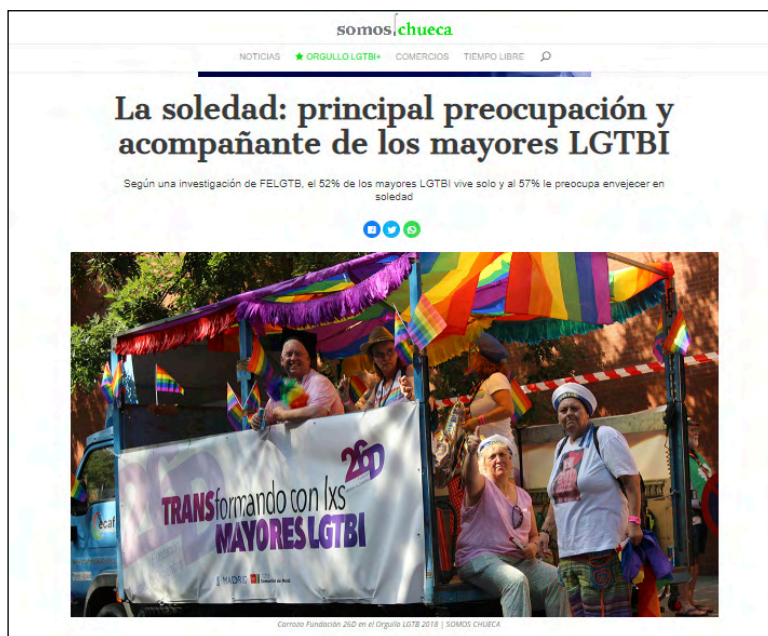 somos chueca
NOTICIAS ★ ORGULLO LGTBI+ COMERCIOS TIEMPO LIBRE
La soledad: principal preocupación y
acompañante de los mayores LGTBI
Según una investigación de FELGTB, el 52% de los mayores LGTBI vive solo y al 57% le preocupa envejecer en
soledad
26D
TRANSformando con lxs
MAYORES LGTBI
MADRID
ecaf
Carroza Fundación 26D en el Orgullo LGTB 2018 | SOMOS CHUECA